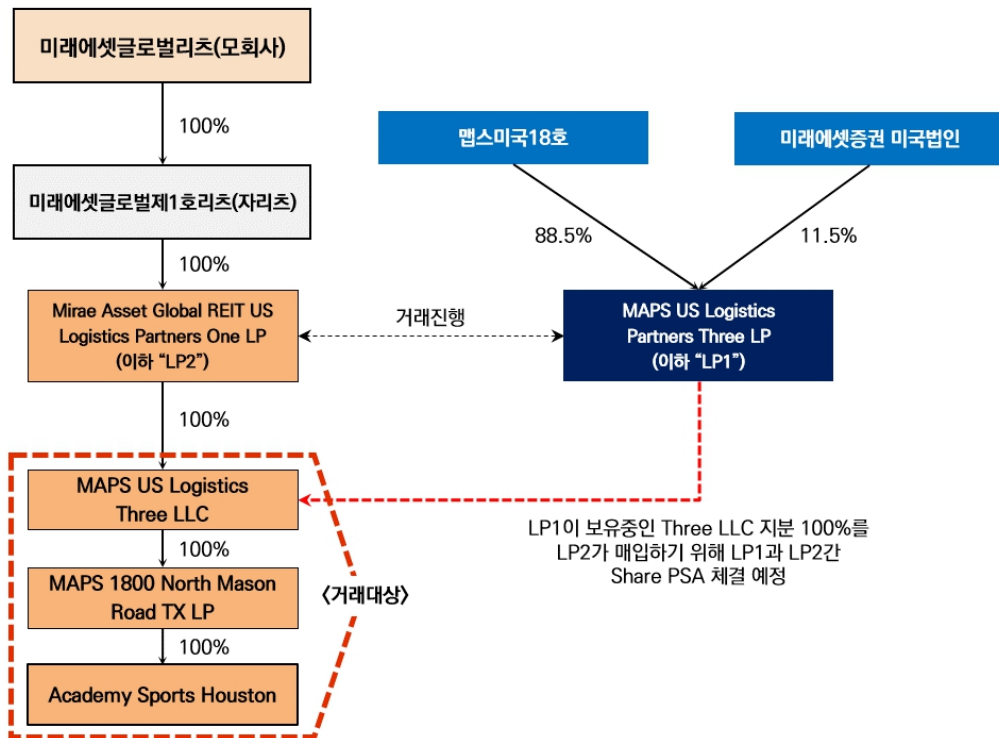 미래에셋글로벌리츠(모회사)
100%
맵스미국18호
미래에셋증권 미국법인
미래에셋글로벌제1호리츠(자리츠)
88.5%
11.5%
100%
Mirae Asset Global REIT US
Logistics Partners One LP
(이하 “LP2”)
거래진행
MAPS US Logistics
Partners Three LP
(이하 “LP1”)
100%
MAPS US Logistics
Three LLC
LP1이 보유중인 Three LLC 지분 100%를
LP2가 매입하기 위해 LP1과 LP2간
Share PSA 체결 예정
100%
MAPS 1800 North Mason
Road TX LP
〈거래대상〉
100%
Academy Sports Houston